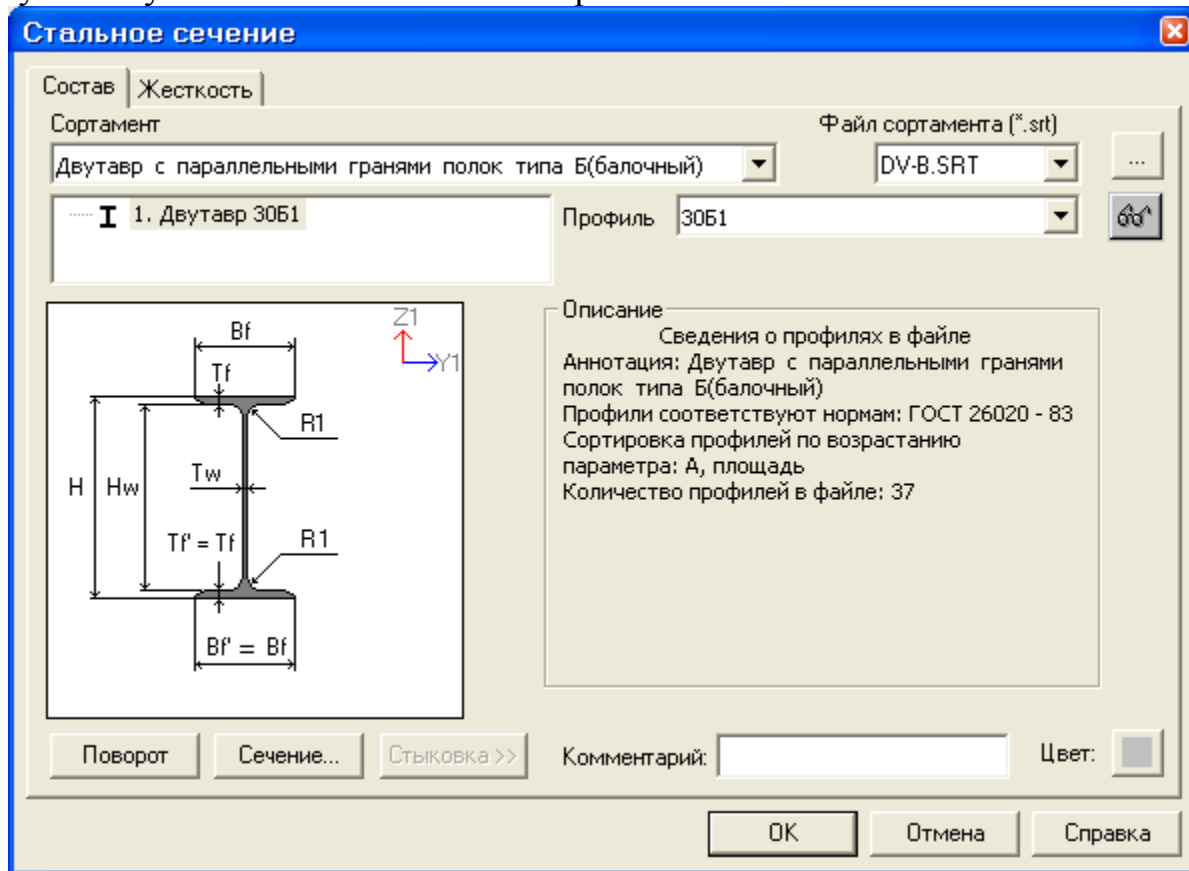 Стальное сечение
Состав
Жесткость
Сортамент
Файл сортамента (*.srt)
Двутавр с параллельными гранями полок типа Б(балочный)
DV-B.SRT
...
1. Двутавр 30Б1
Профиль
30Б1
Bf
Z1
Y1
Tf
R1
H
Hw
Tw
Tf' = Tf
R1
Bf' = Bf
Описание
Сведения о профилях в файле
Аннотация: Двутавр с параллельными гранями
полок типа Б(балочный)
Профили соответствуют нормам: ГОСТ 26020 - 83
Сортировка профилей по возрастанию
параметра: А, площадь
Количество профилей в файле: 37
Поворот
Сечение...
Стыковка >>
Комментарий:
Цвет:
ОК
Отмена
Справка